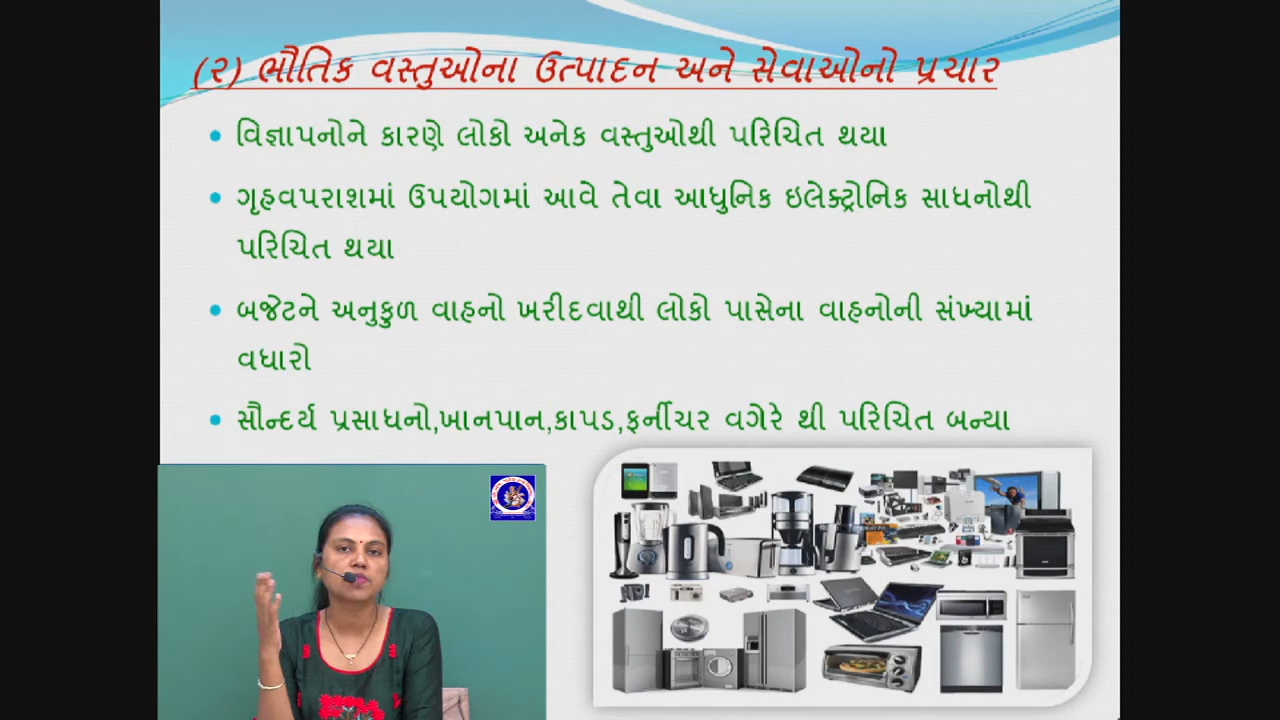 (૨) ભૌતિક વસ્તુઓના ઉત્પાદન અને સેવાઓનો પ્રચાર
વિજ્ઞાપનોને કારણે લોકો અનેક વસ્તુઓથી પરિચિત થયા
ગૃહવપરાશમાં ઉપયોગમાં આવે તેવા આધુનિક ઇલેક્ટ્રોનિક સાધનોથી
પરિચિત થયા
બજેટને અનુકુળ વાહનો ખરીદવાથી લોકો પાસેના વાહનોની સંખ્યામાં
વધારો
સૌન્દર્ય પ્રસાધનો,ખાનપાન,કાપડ,ફર્નીચર વગેરે થી પરિચિત બન્યા